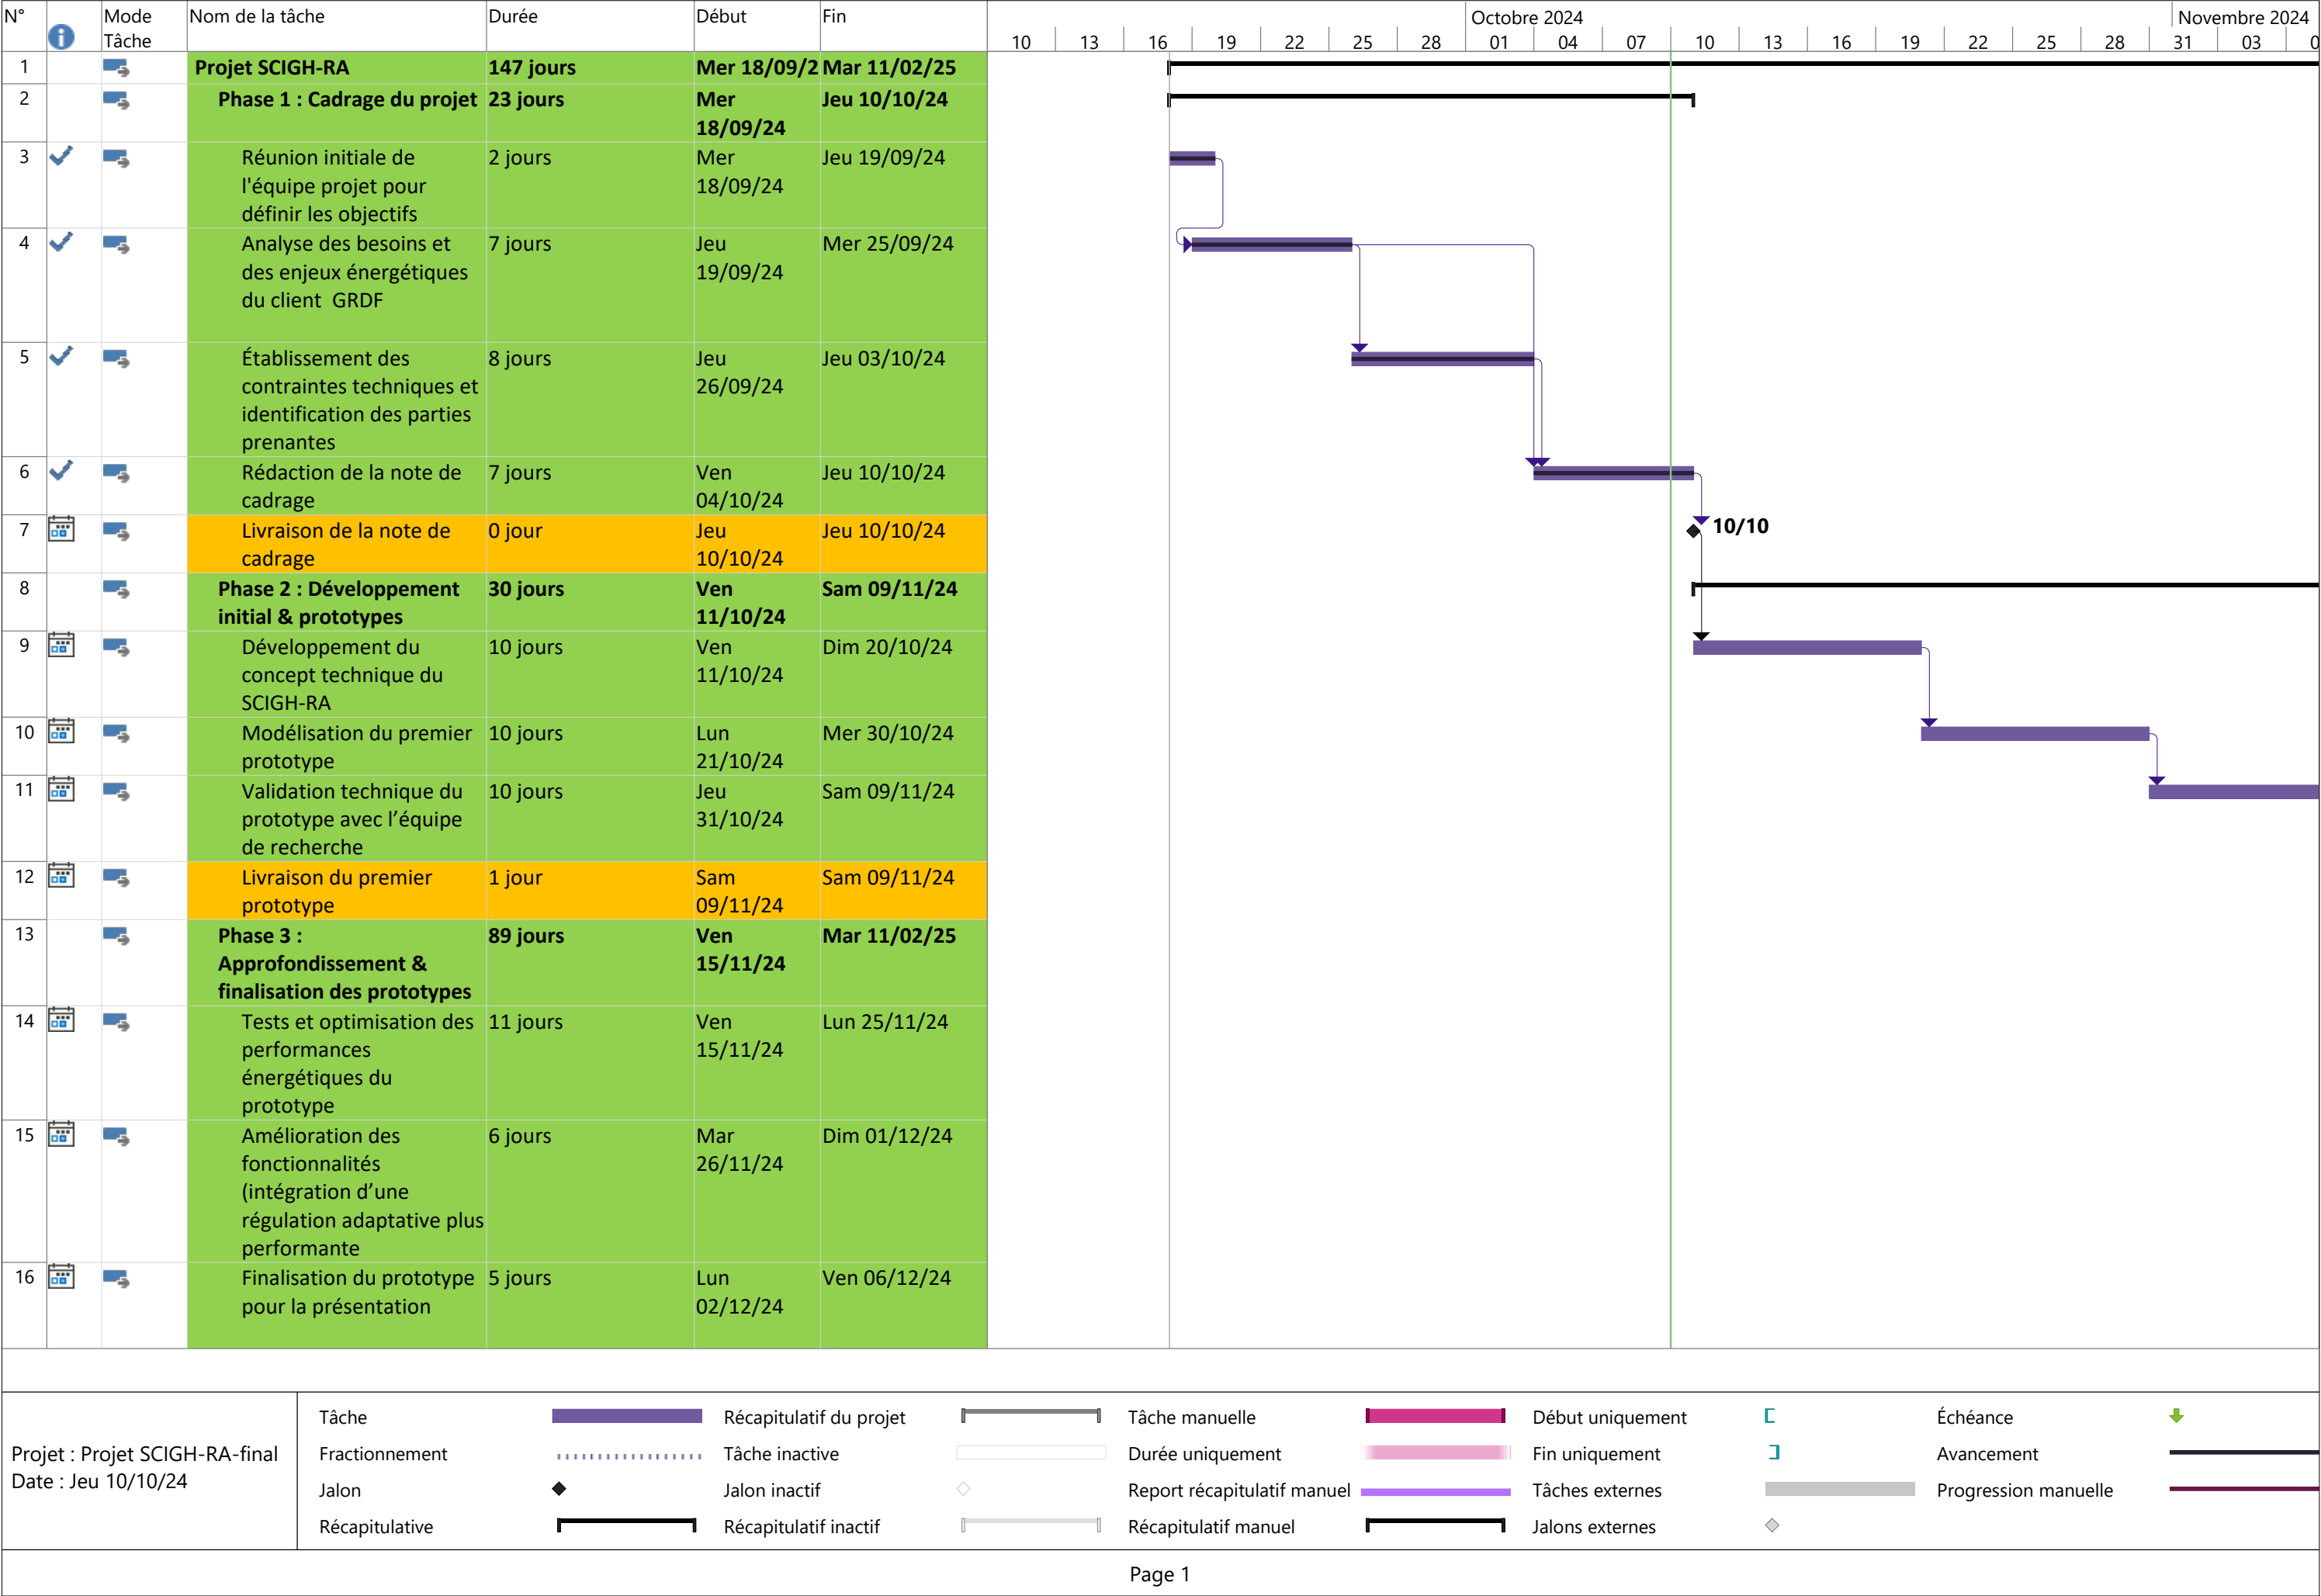 N° Mode Tâche Nom de la tâche Durée Début Fin
Octobre 2024 Novembre 2024
10 13 16 19 22 25 28 01 04 07 10 13 16 19 22 25 28 31 03 0
1 Projet SCIGH-RA 147 jours Mer 18/09/2 Mar 11/02/25
2 Phase 1 : Cadrage du projet 23 jours Mer Jeu 10/10/24
18/09/24
3 Réunion initiale de 2 jours Mer Jeu 19/09/24
l'équipe projet pour 18/09/24
définir les objectifs
4 Analyse des besoins et 7 jours Jeu Mer 25/09/24
des enjeux énergétiques 19/09/24
du client GRDF
5 Établissement des 8 jours Jeu Jeu 03/10/24
contraintes techniques et 26/09/24
identification des parties
prenantes
6 Rédaction de la note de 7 jours Ven Jeu 10/10/24
cadrage 04/10/24
7 Livraison de la note de 0 jour Jeu Jeu 10/10/24 10/10
cadrage 10/10/24
8 Phase 2 : Développement 30 jours Ven Sam 09/11/24
initial & prototypes 11/10/24
9 Développement du 10 jours Ven Dim 20/10/24
concept technique du 11/10/24
SCIGH-RA
10 Modélisation du premier 10 jours Lun Mer 30/10/24
prototype 21/10/24
11 Validation technique du 10 jours Jeu Sam 09/11/24
prototype avec l’équipe 31/10/24
de recherche
12 Livraison du premier 1 jour Sam Sam 09/11/24
prototype 09/11/24
13 Phase 3 : 89 jours Ven Mar 11/02/25
Approfondissement & 15/11/24
finalisation des prototypes
14 Tests et optimisation des 11 jours Ven Lun 25/11/24
performances 15/11/24
énergétiques du
prototype
15 Amélioration des 6 jours Mar Dim 01/12/24
fonctionnalités 26/11/24
(intégration d’une
régulation adaptative plus
performante
16 Finalisation du prototype 5 jours Lun Ven 06/12/24
pour la présentation 02/12/24
Projet : Projet SCIGH-RA-final
Date : Jeu 10/10/24
Tâche Récapitulatif du projet Tâche manuelle Début uniquement Échéance
Fractionnement Tâche inactive Durée uniquement Fin uniquement Avancement
Jalon Jalon inactif Report récapitulatif manuel Tâches externes Progression manuelle
Récapitulative Récapitulatif inactif Récapitulatif manuel Jalons externes
Page 1